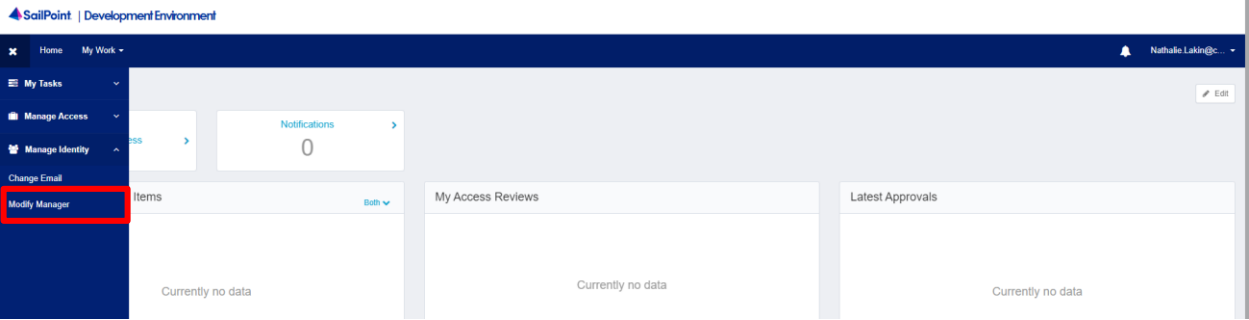 SailPoint | Development Environment
Home My Work
Nathalie.Lakin@c...
My Tasks
Edit
Manage Access
Notifications
ess
0
Manage Identity
Change Email
Modify Manager
Items
Both
My Access Reviews
Latest Approvals
Currently no data
Currently no data
Currently no data